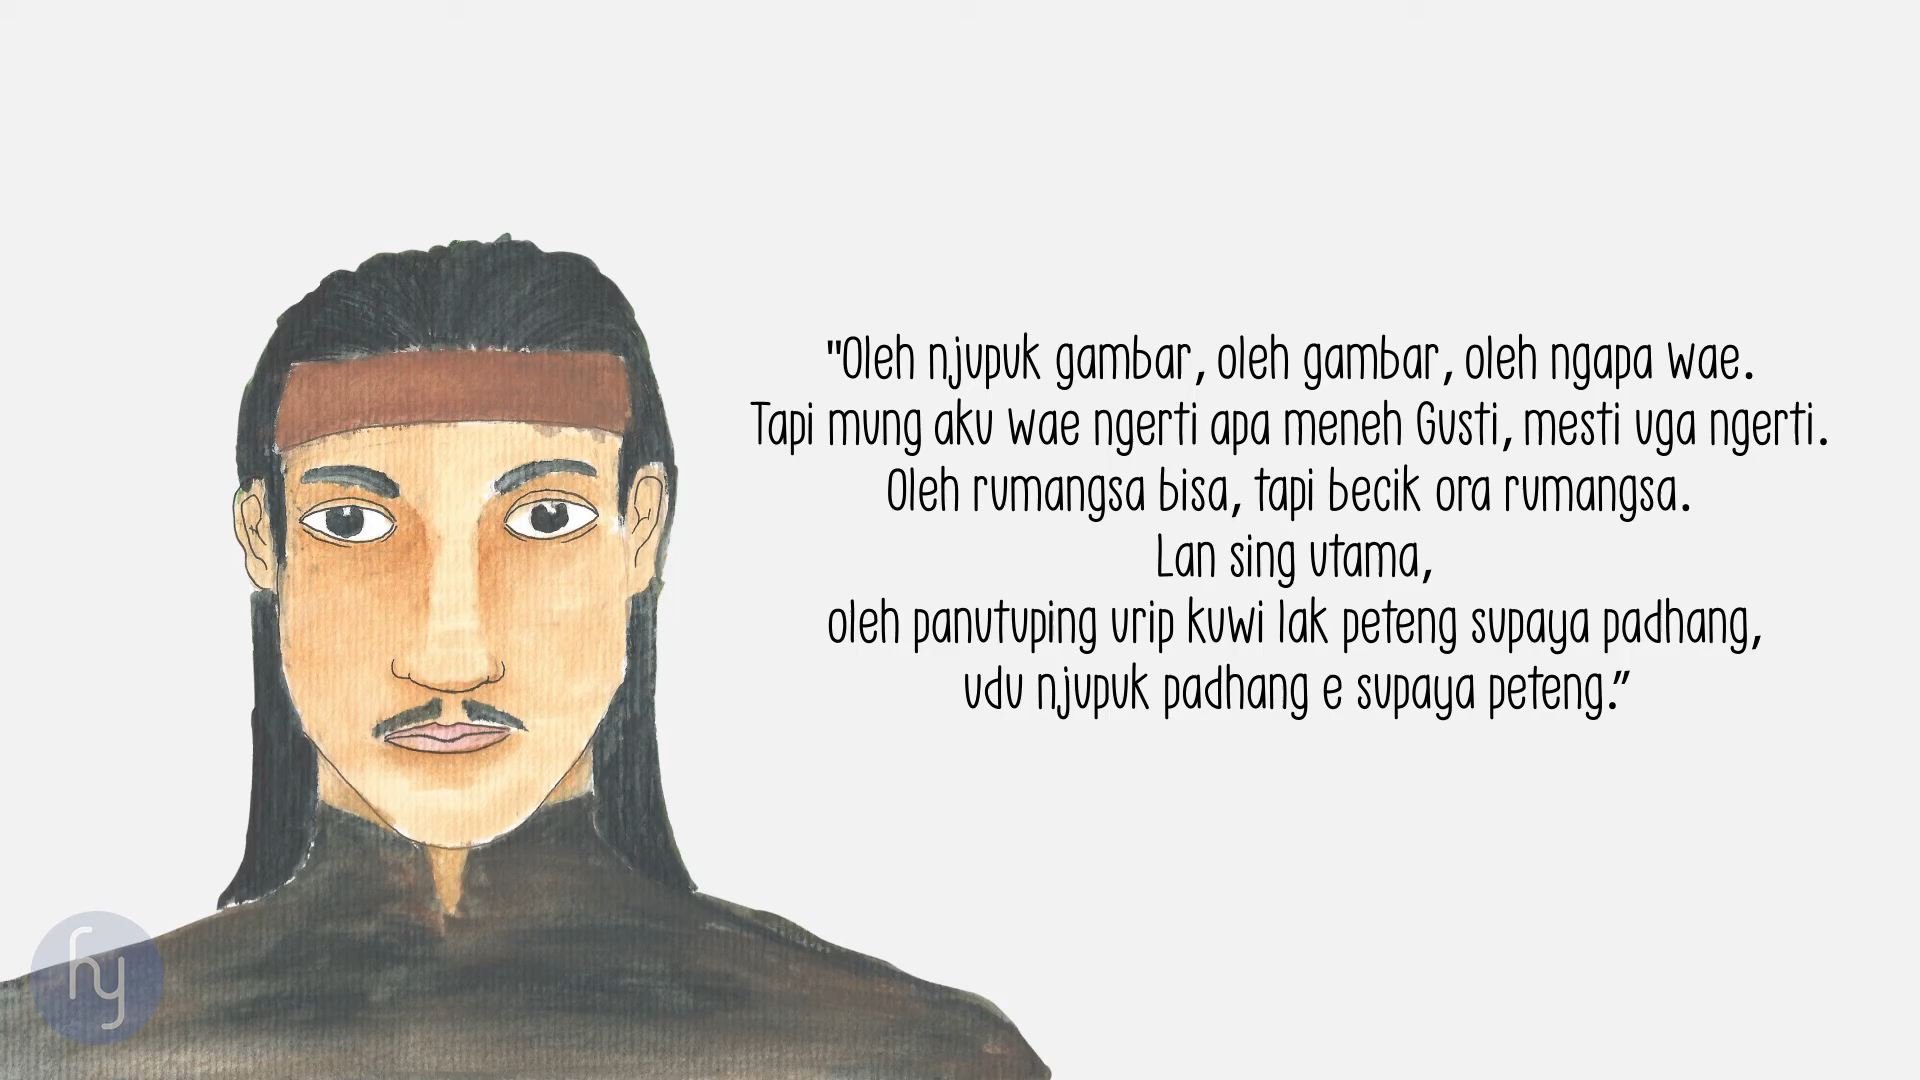 "Oleh njupuk gambar, oleh gambar, oleh ngapa wae.
Tapi mung aku wae ngerti apa meneh Gusti, mesti uga ngerti.
Oleh rumangsa bisa, tapi becik ora rumangsa.
Lan sing utama,
oleh panutuping urip kuwi lak peteng supaya padhang,
udu njupuk padhang e supaya peteng.”
hy